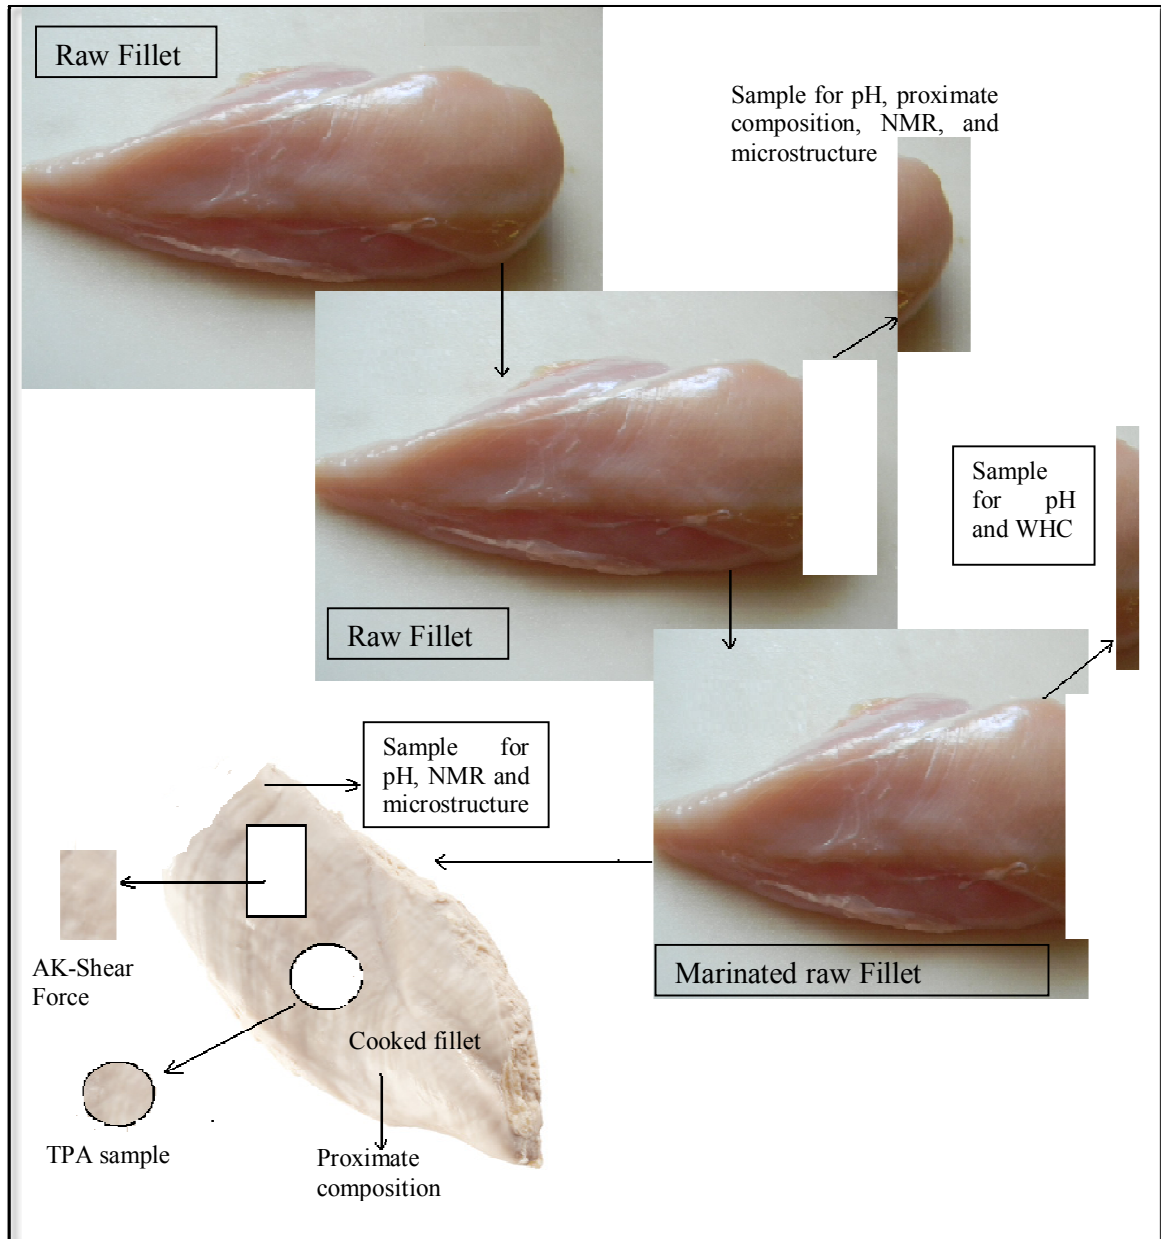 Raw Fillet
Sample for pH, proximate
composition, NMR, and
microstructure
Sample
for pH
and WHC
Raw Fillet
Sample for
pH, NMR and
microstructure
Marinated raw Fillet
AK-Shear
Force
Cooked fillet
TPA sample
Proximate
composition